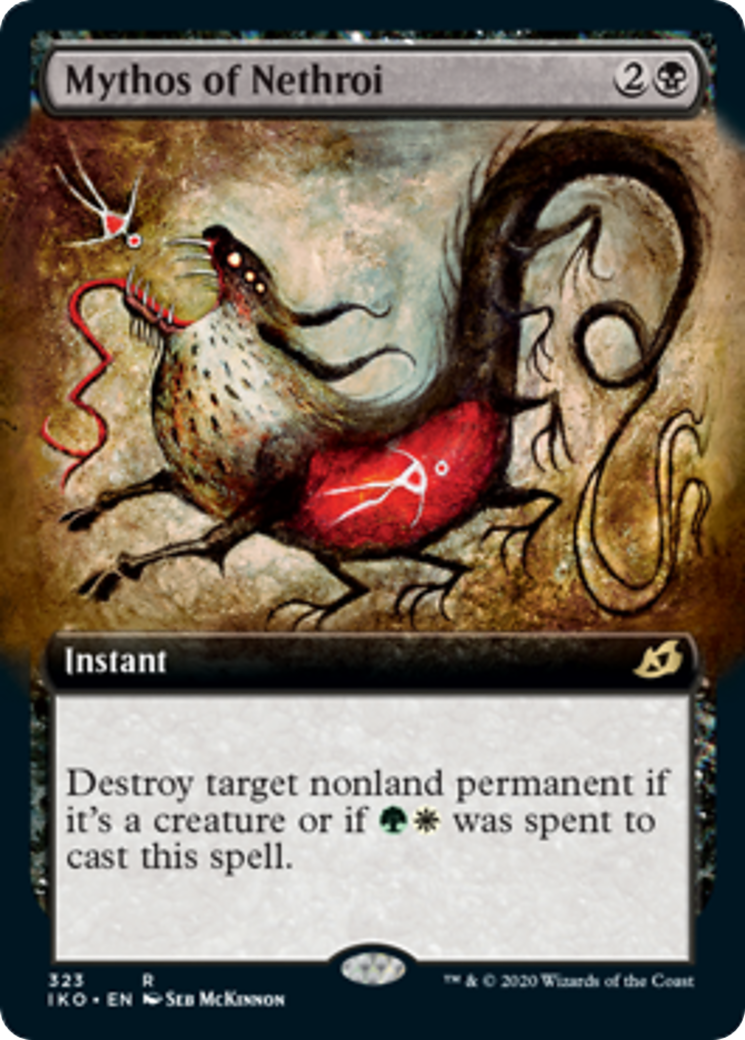 Mythos of Nethroi 2
Instant
Destroy target nonland permanent if
it's a creature or if was spent to
cast this spell.
323 R
IKO • EN Seb McKinnon
™ & © 2020 Wizards of the Coast